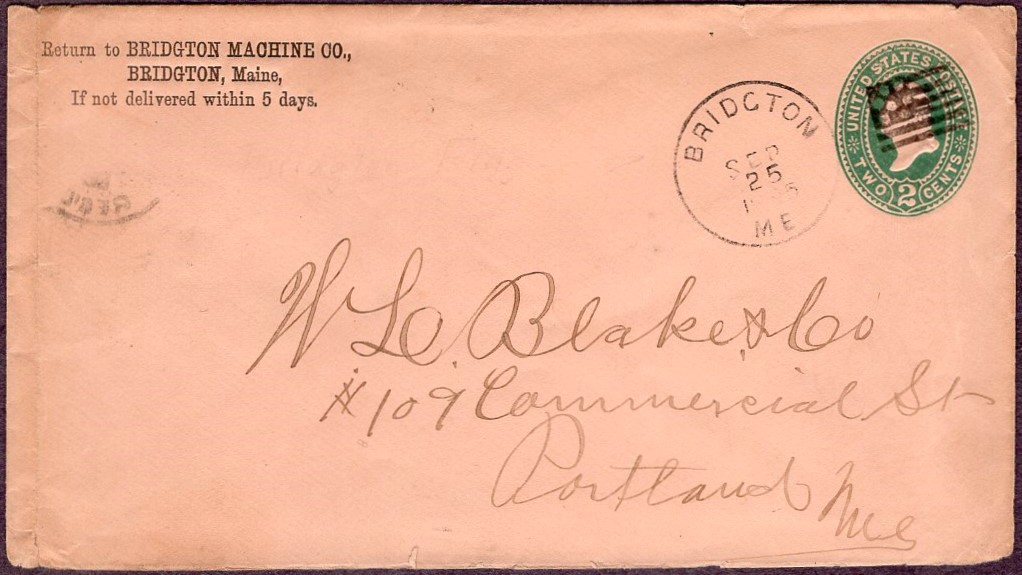 Return to BRIDGTON MACHINE CO.,
BRIDGTON, Maine,
If not delivered within 5 days.
BRIDGTON
SEP
25
ME
UNITED STATES POSTAGE
TWO 2 CENTS
REC'D
W L Blake & Co
#109 Commercial St
Portland
Me